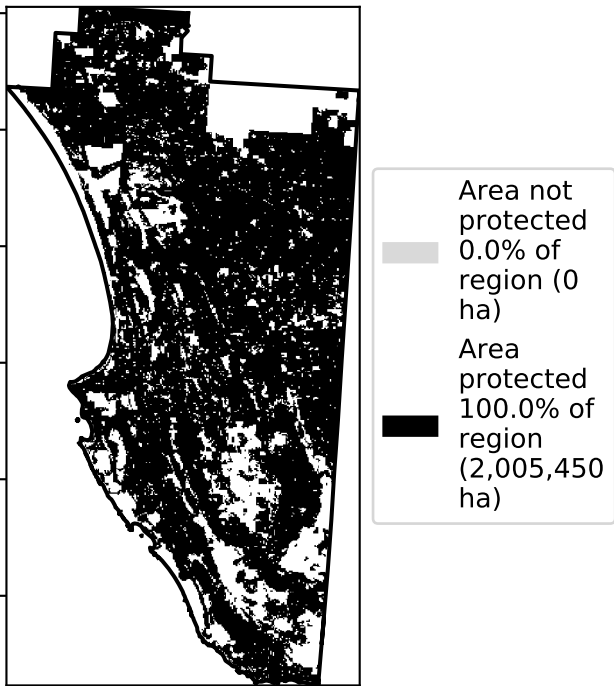 Area not
protected
0.0% of
region (0
ha)
Area
protected
100.0% of
region
(2,005,450
ha)